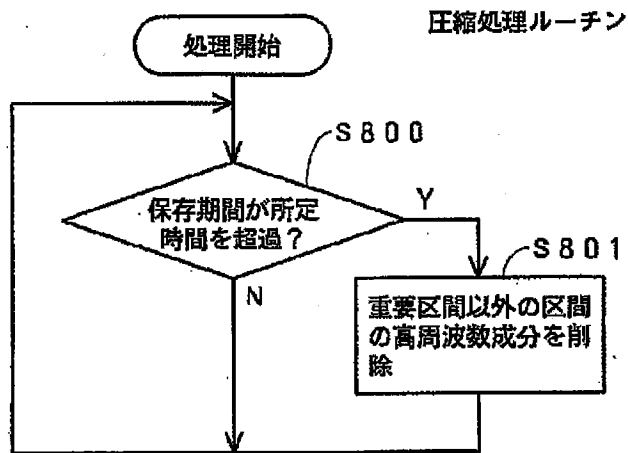 圧縮処理ルーチン
処理開始
S800
保存期間が所定
時間を超過？
Y
N
S801
重要区間以外の区間
の高周波数成分を削
除